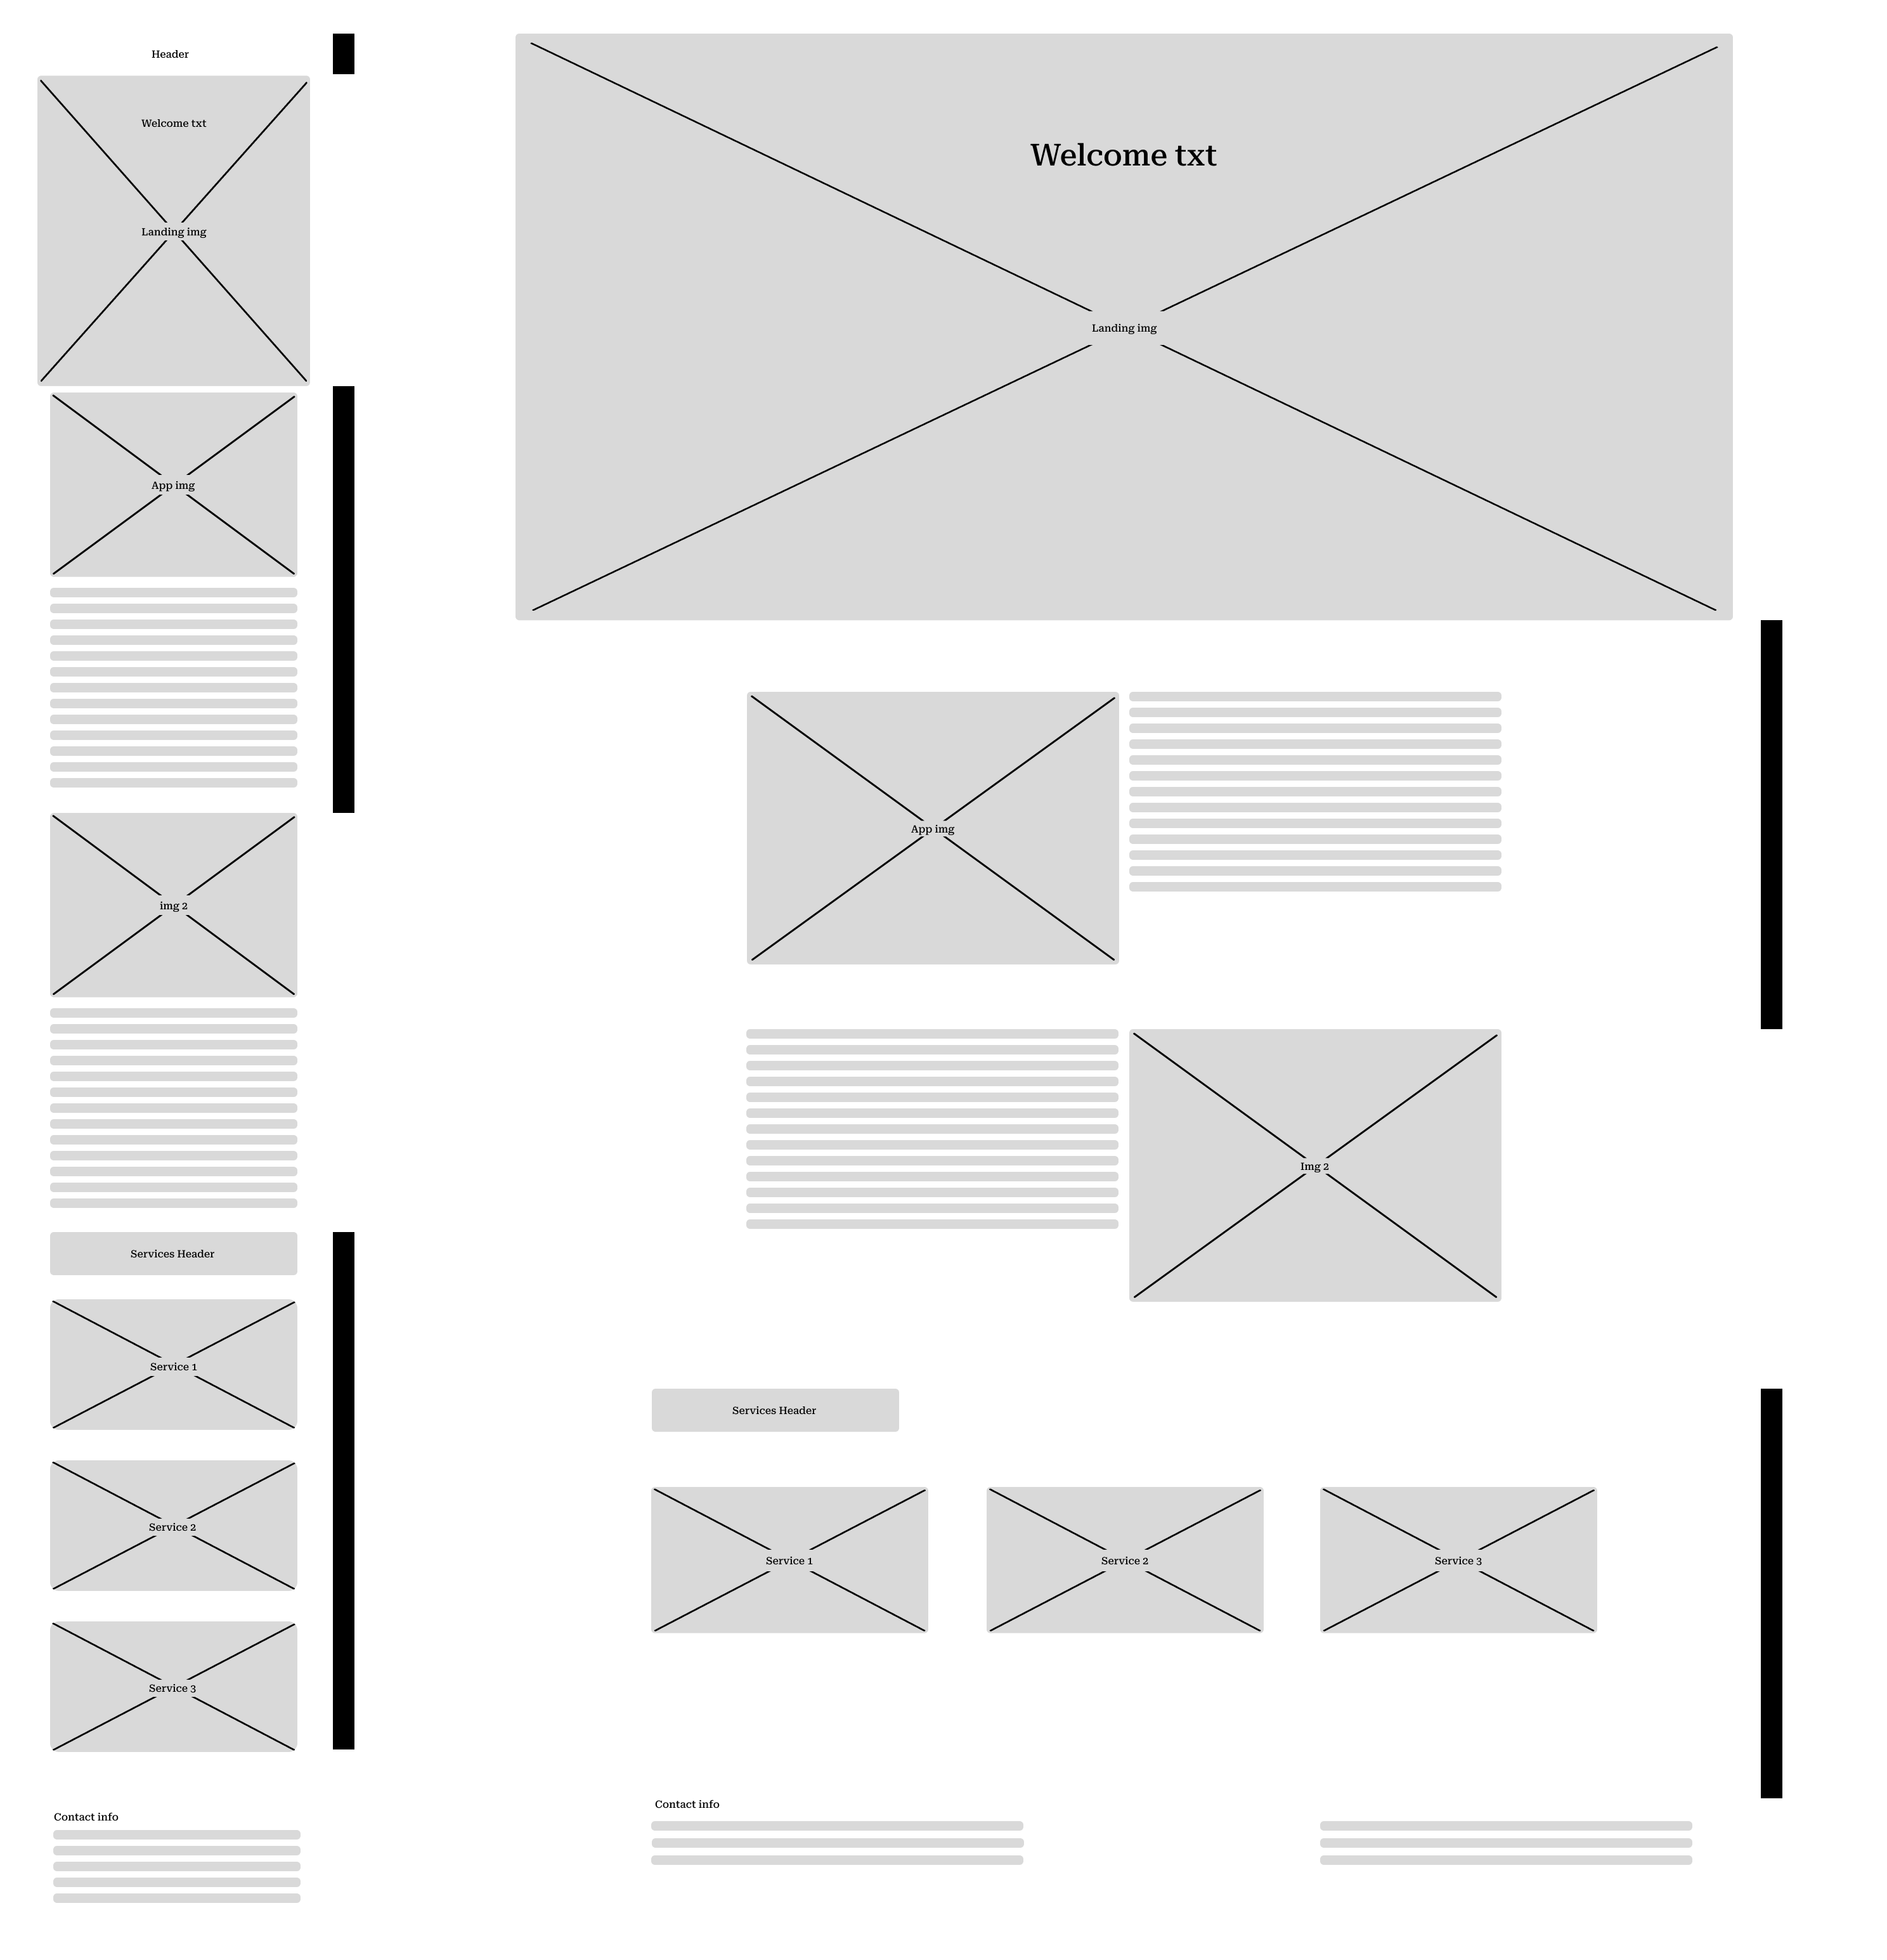 Header
Welcome txt
Landing img
App img
img 2
Services Header
Service 1
Service 2
Service 3
Contact info
Welcome txt
Landing img
App img
Img 2
Services Header
Service 1
Service 2
Service 3
Contact info